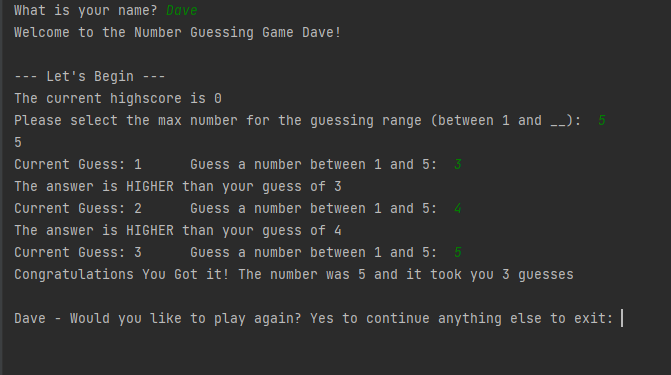 What is your name? Dave
Welcome to the Number Guessing Game Dave!
--- Let's Begin ---
The current highscore is 0
Please select the max number for the guessing range (between 1 and __):  5
5
Current Guess: 1      Guess a number between 1 and 5:  3
The answer is HIGHER than your guess of 3
Current Guess: 2      Guess a number between 1 and 5:  4
The answer is HIGHER than your guess of 4
Current Guess: 3      Guess a number between 1 and 5:  5
Congratulations You Got it! The number was 5 and it took you 3 guesses
Dave - Would you like to play again? Yes to continue anything else to exit: